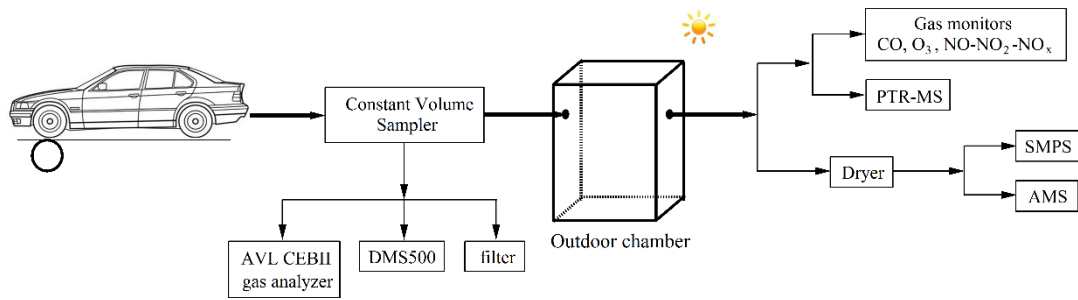 Constant Volume
Sampler
AVL CEBII
gas analyzer
DMS500
filter
Outdoor chamber
Gas monitors
CO, O₃, NO-NO₂-NOₓ
PTR-MS
Dryer
SMPS
AMS